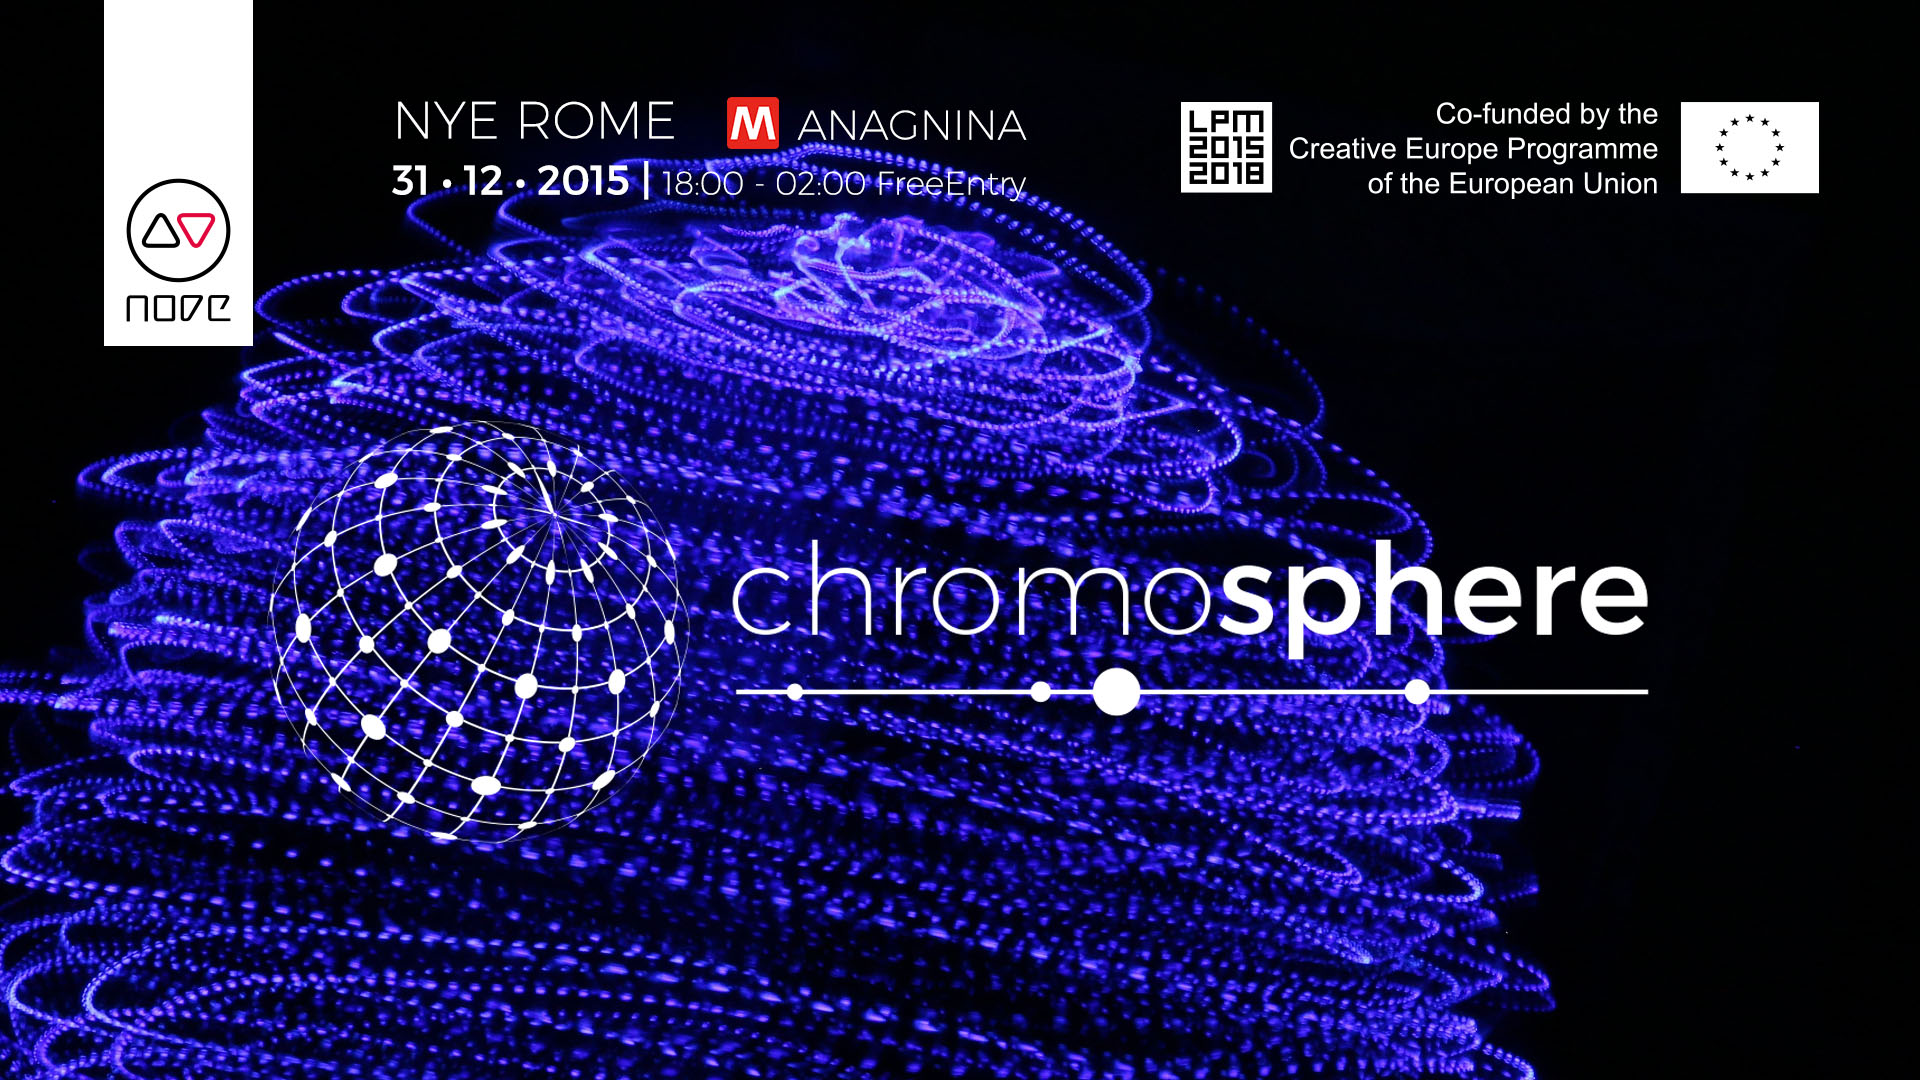 NYE ROME M ANAGNINA
31 • 12 • 2015 | 18:00 - 02:00 FreeEntry
LPM
2015
2018
Co-funded by the
Creative Europe Programme
of the European Union
nove
chromosphere